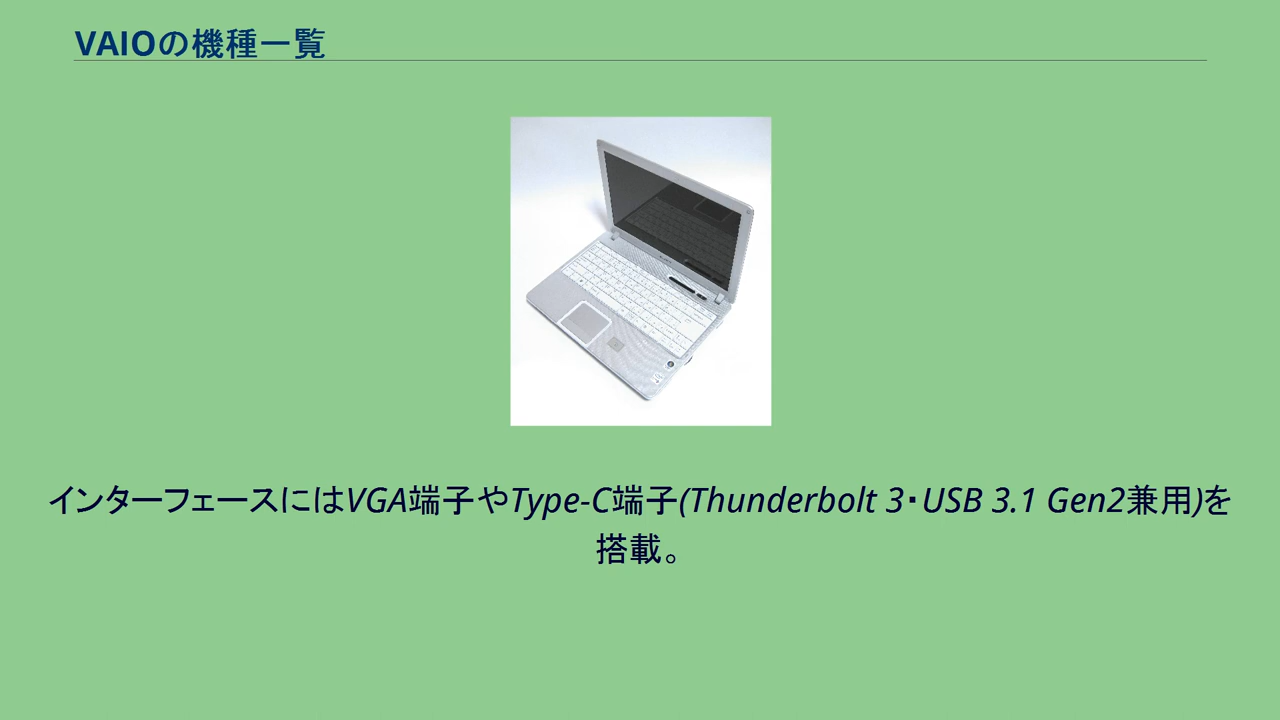 VAIOの機種一覧
インターフェースにはVGA端子やType-C端子(Thunderbolt 3・USB 3.1 Gen2兼用)を
搭載。